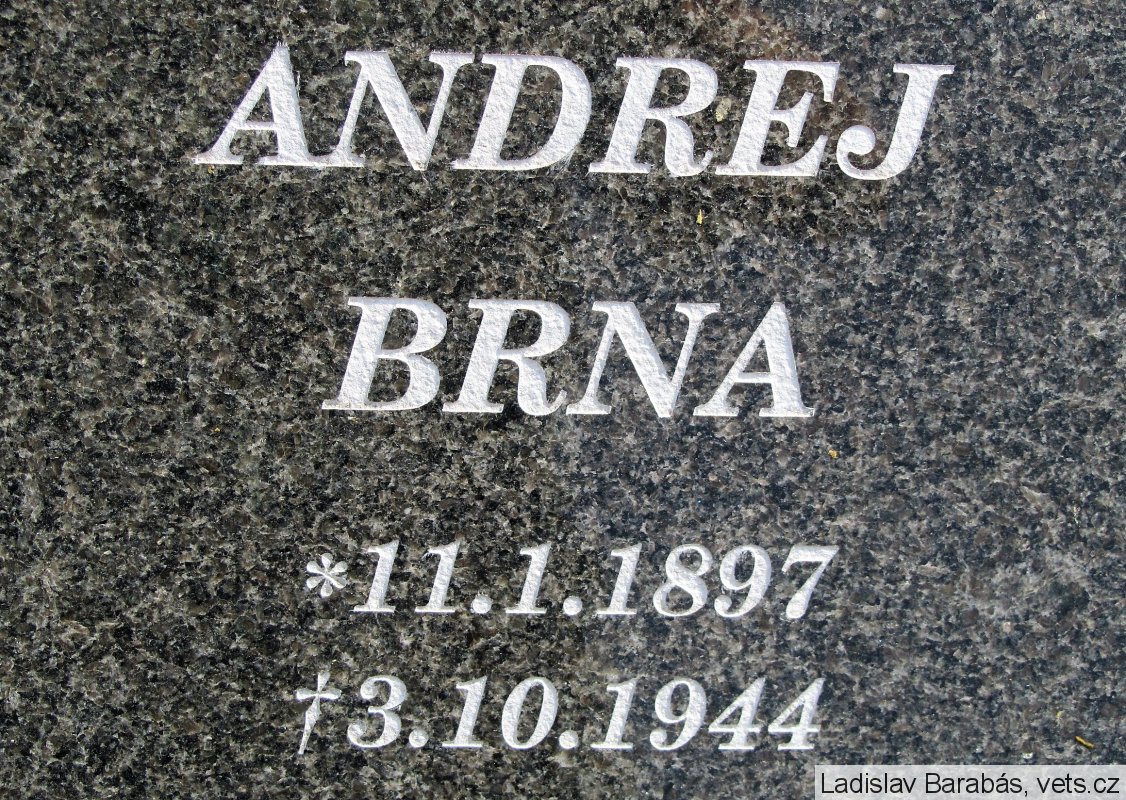 ANDREJ
BRNA
*11.1.1897
†3.10.1944
Ladislav Barabás, vets.cz